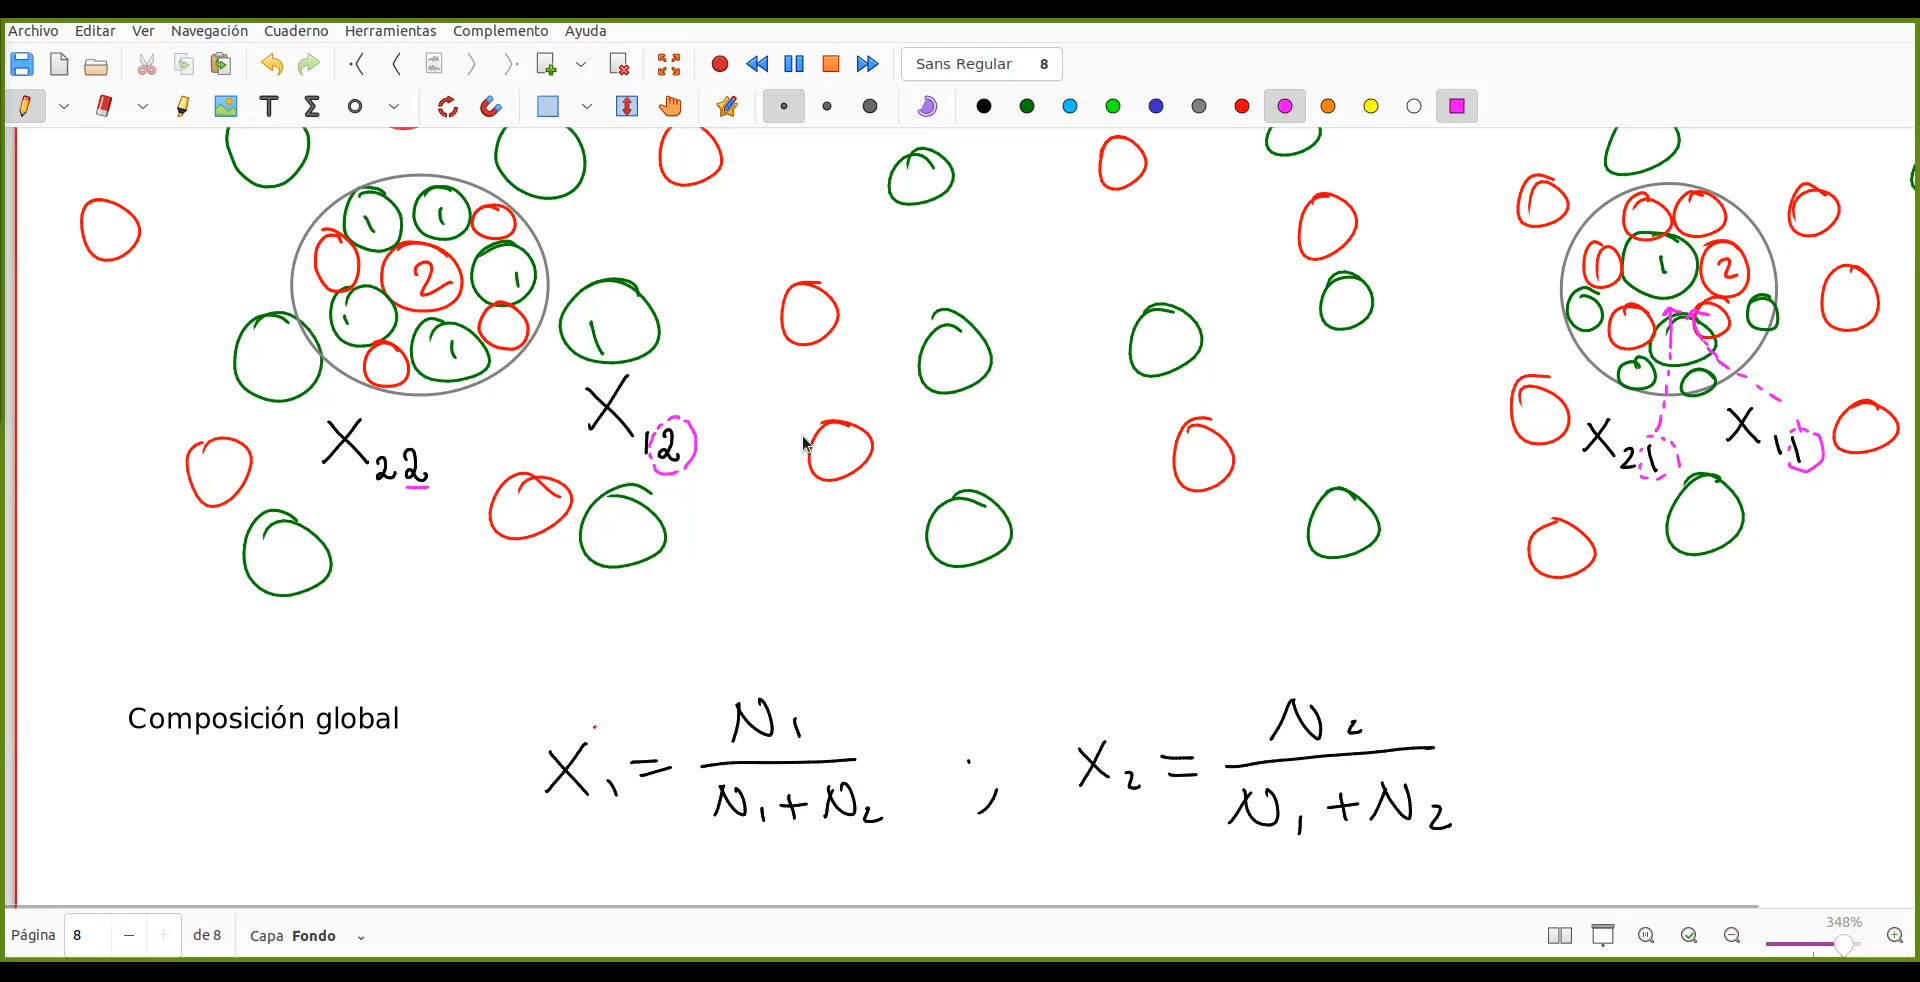 Archivo Editar Ver Navegación Cuaderno Herramientas Complemento Ayuda
Sans Regular 8
1 1
2 1
1 1
1
1 2
X₂₂ X₁₂ X₂₁ X₁₁
Composición global X₁ = N₁ / (N₁ + N₂) ; X₂ = N₂ / (N₁ + N₂)
348%
Página 8 de 8 Capa Fondo